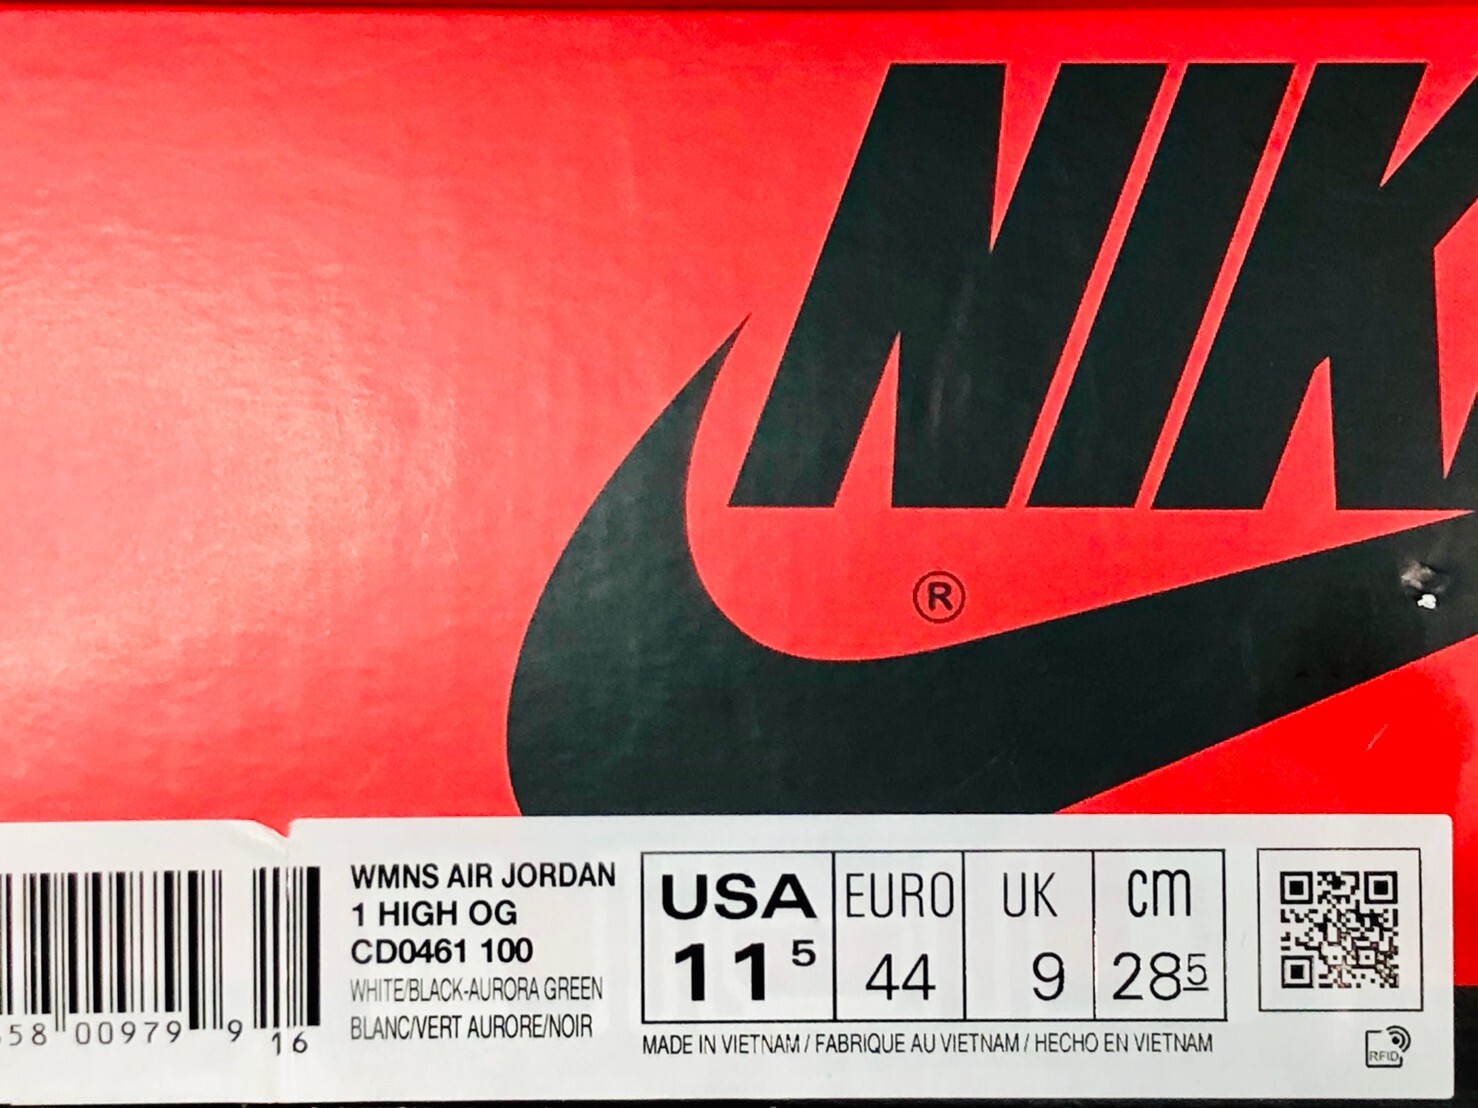 NIK
®
WMNS AIR JORDAN
1 HIGH OG
CD0461 100
WHITE/BLACK-AURORA GREEN
BLANC/VERT AURORE/NOIR
58 00979 9 16
USA EURO UK CM
11 5 44 9 28 5
MADE IN VIETNAM / FABRIQUE AU VIETNAM / HECHO EN VIETNAM
RFID